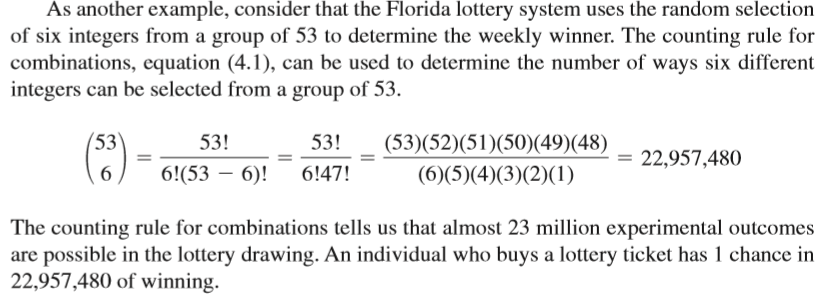 As another example, consider that the Florida lottery system uses the random selection
of six integers from a group of 53 to determine the weekly winner. The counting rule for
combinations, equation (4.1), can be used to determine the number of ways six different
integers can be selected from a group of 53.
(53 6) = 53!/6!(53 − 6)! = 53!/6!47! = (53)(52)(51)(50)(49)(48)/(6)(5)(4)(3)(2)(1) = 22,957,480
The counting rule for combinations tells us that almost 23 million experimental outcomes
are possible in the lottery drawing. An individual who buys a lottery ticket has 1 chance in
22,957,480 of winning.